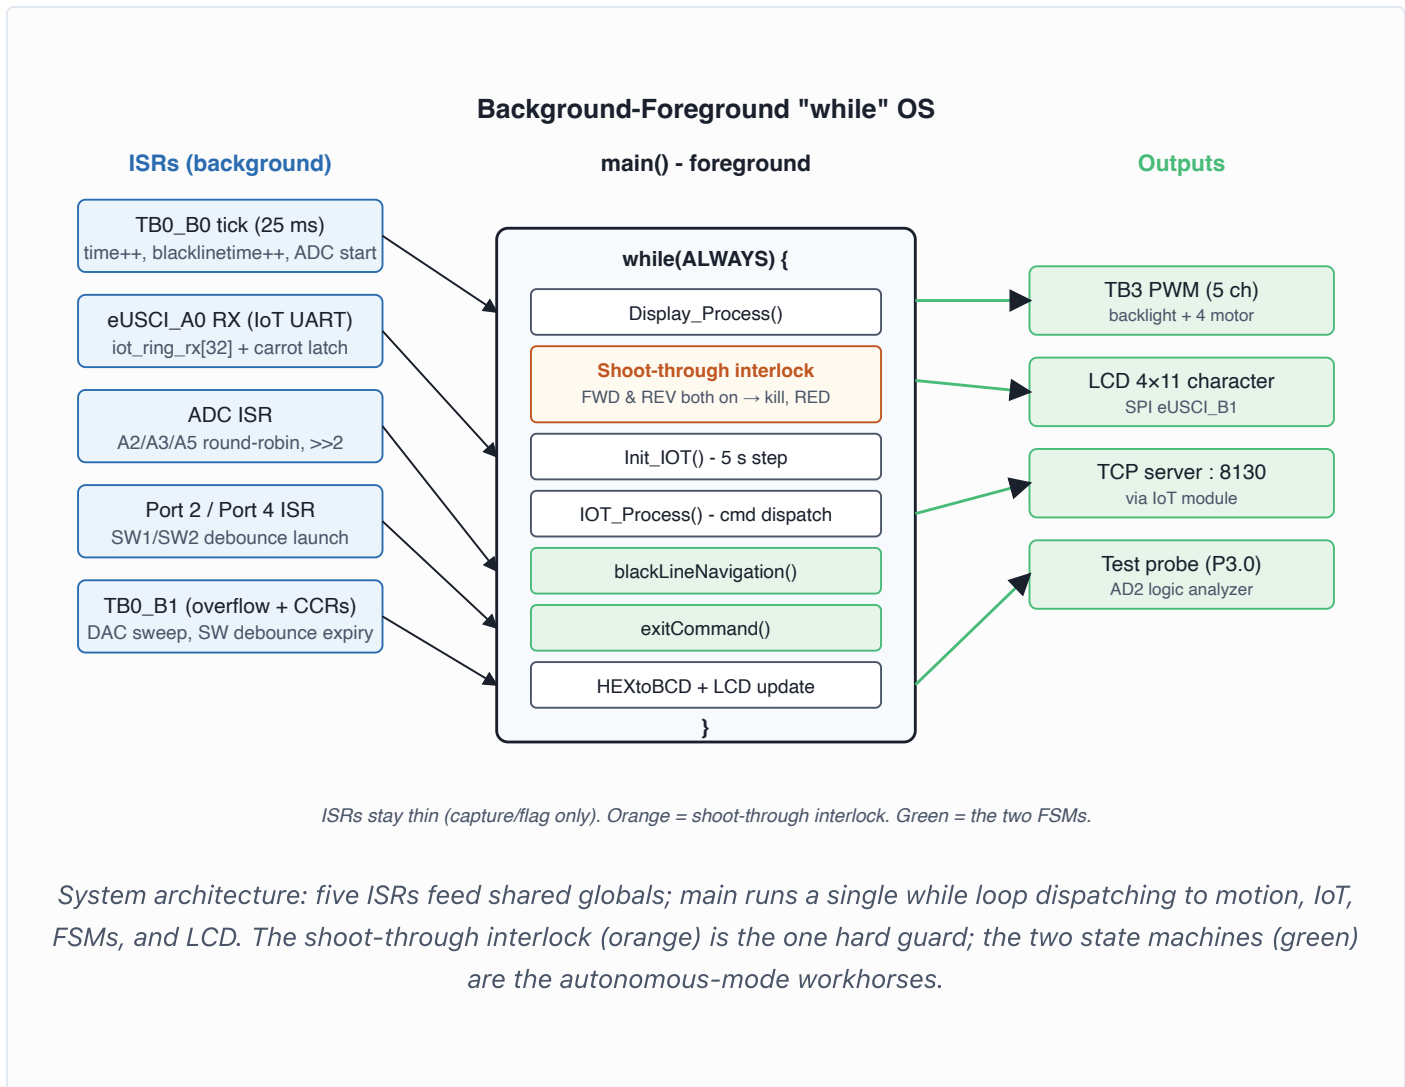 Background-Foreground "while" OS
ISRs (background)
main() - foreground
Outputs
TB0_B0 tick (25 ms)
time++, blacklinetime++, ADC start
eUSCI_A0 RX (IoT UART)
iot_ring_rx[32] + carrot latch
ADC ISR
A2/A3/A5 round-robin, >>2
Port 2 / Port 4 ISR
SW1/SW2 debounce launch
TB0_B1 (overflow + CCRs)
DAC sweep, SW debounce expiry
while(ALWAYS) {
Display_Process()
Shoot-through interlock
FWD & REV both on → kill, RED
Init_IOT() - 5 s step
IOT_Process() - cmd dispatch
blackLineNavigation()
exitCommand()
HEXtoBCD + LCD update
}
TB3 PWM (5 ch)
backlight + 4 motor
LCD 4×11 character
SPI eUSCI_B1
TCP server : 8130
via IoT module
Test probe (P3.0)
AD2 logic analyzer
ISRs stay thin (capture/flag only). Orange = shoot-through interlock. Green = the two FSMs.
System architecture: five ISRs feed shared globals; main runs a single while loop dispatching to motion, IoT,
FSMs, and LCD. The shoot-through interlock (orange) is the one hard guard; the two state machines (green)
are the autonomous-mode workhorses.